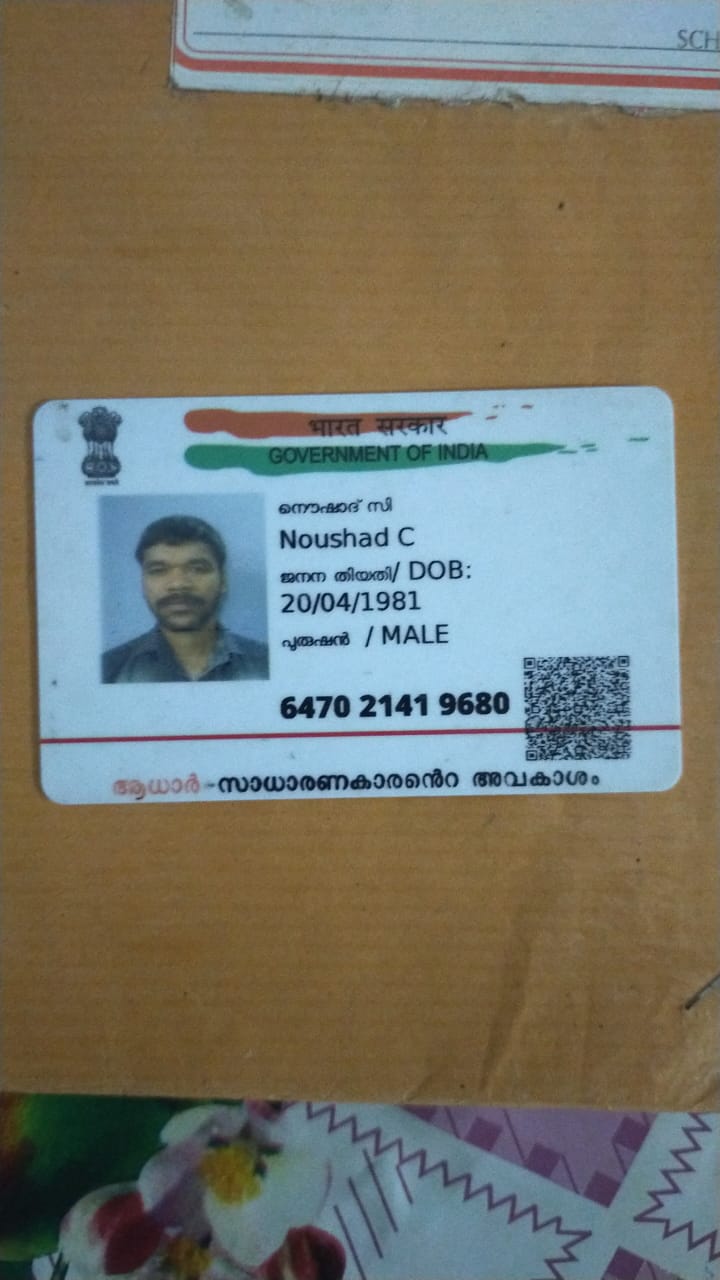 SCH
भारत सरकार
GOVERNMENT OF INDIA
നൌഷാദ് സി
Noushad C
ജനന തിയതി/ DOB:
20/04/1981
പുരുഷൻ / MALE
6470 2141 9680
ആധാർ-സാധാരണകാരൻെറ അവകാശം